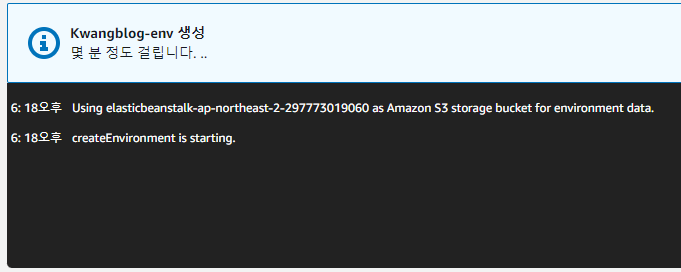 Kwangblog-env 생성
몇 분 정도 걸립니다. ..
6: 18오후 Using elasticbeanstalk-ap-northeast-2-297773019060 as Amazon S3 storage bucket for environment data.
6: 18오후 createEnvironment is starting.